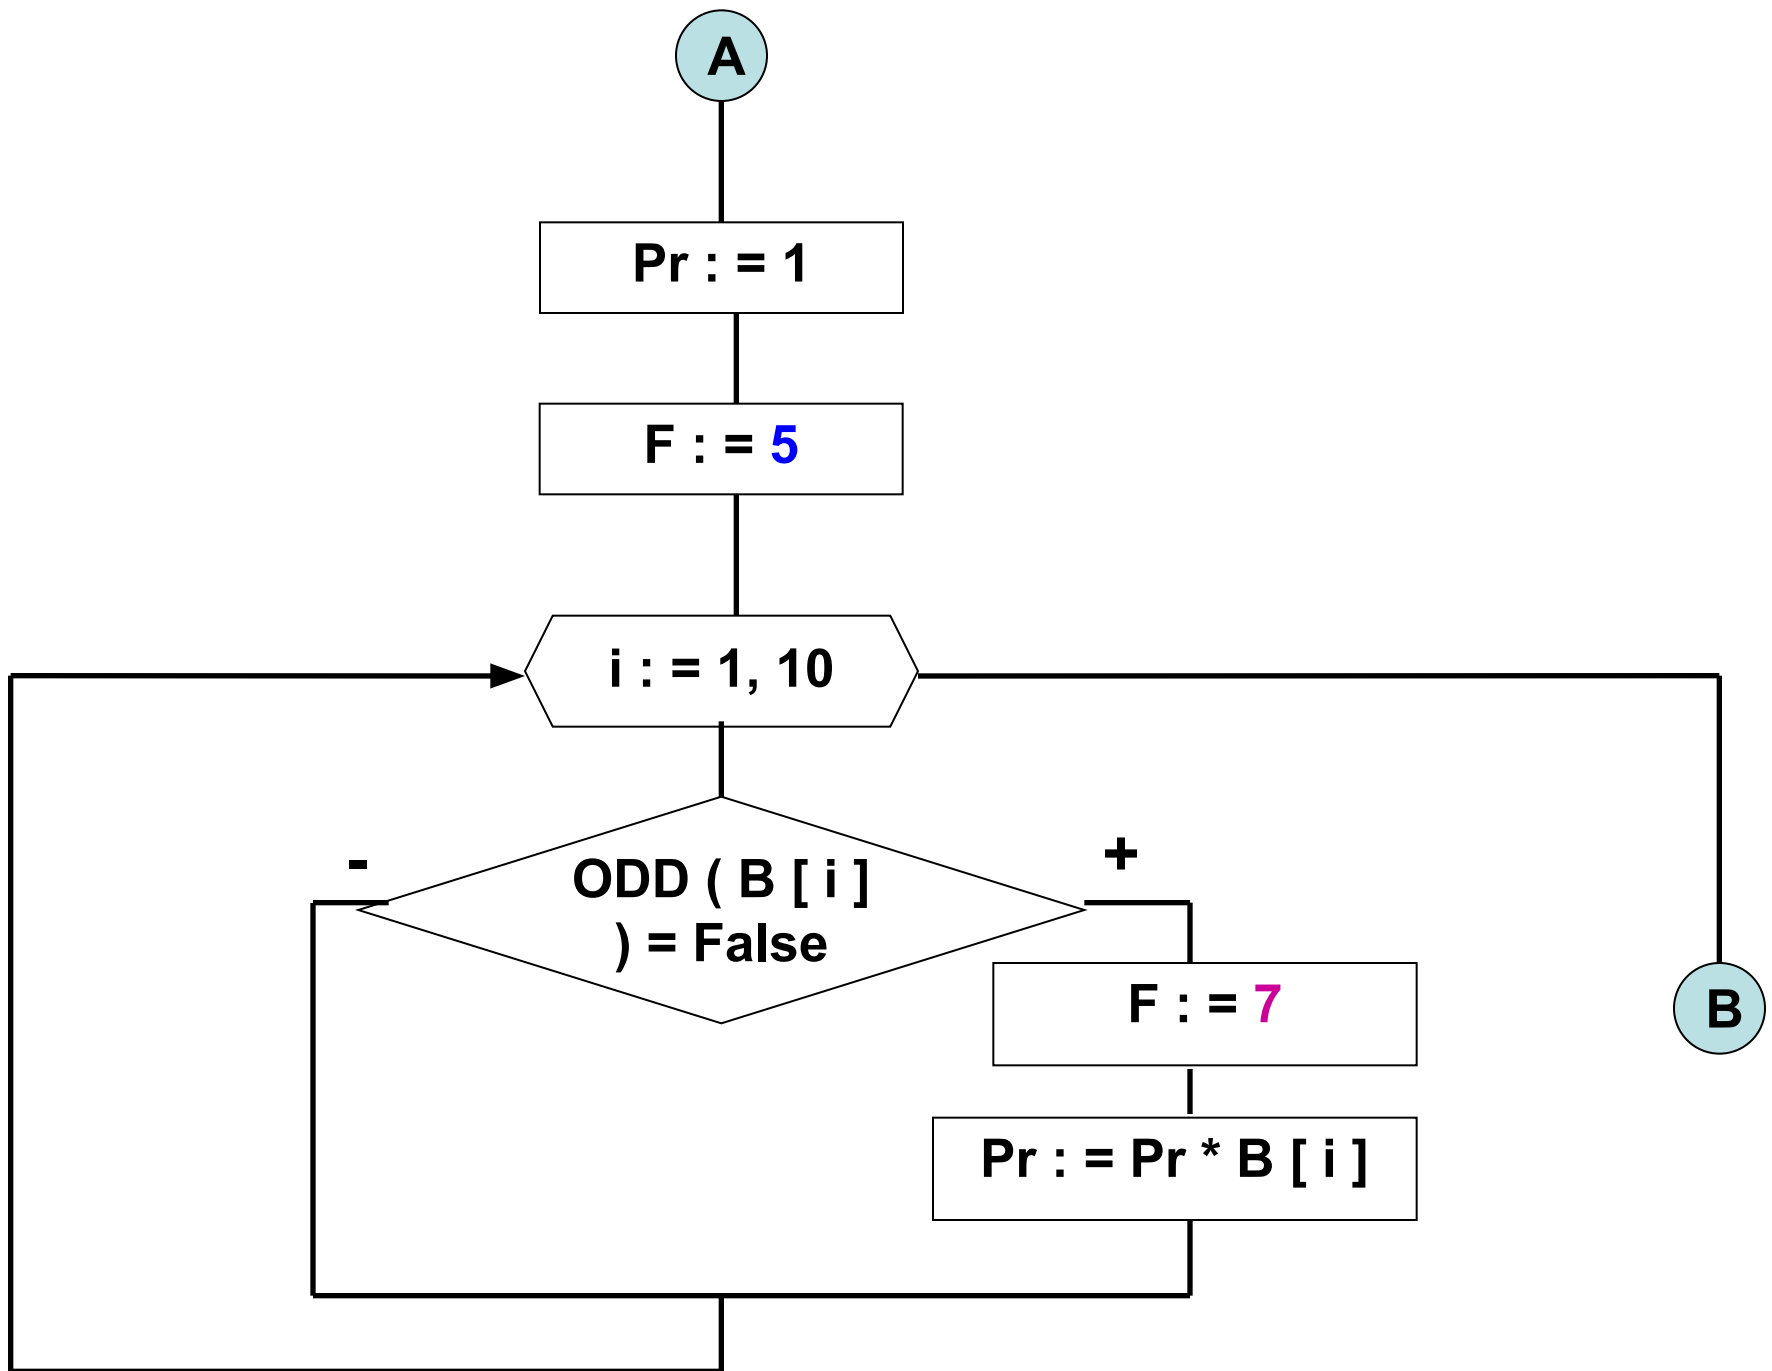 A
Pr : = 1
F : = 5
i : = 1, 10
-
+
ODD ( B [ i ]
) = False
F : = 7
B
Pr : = Pr * B [ i ]